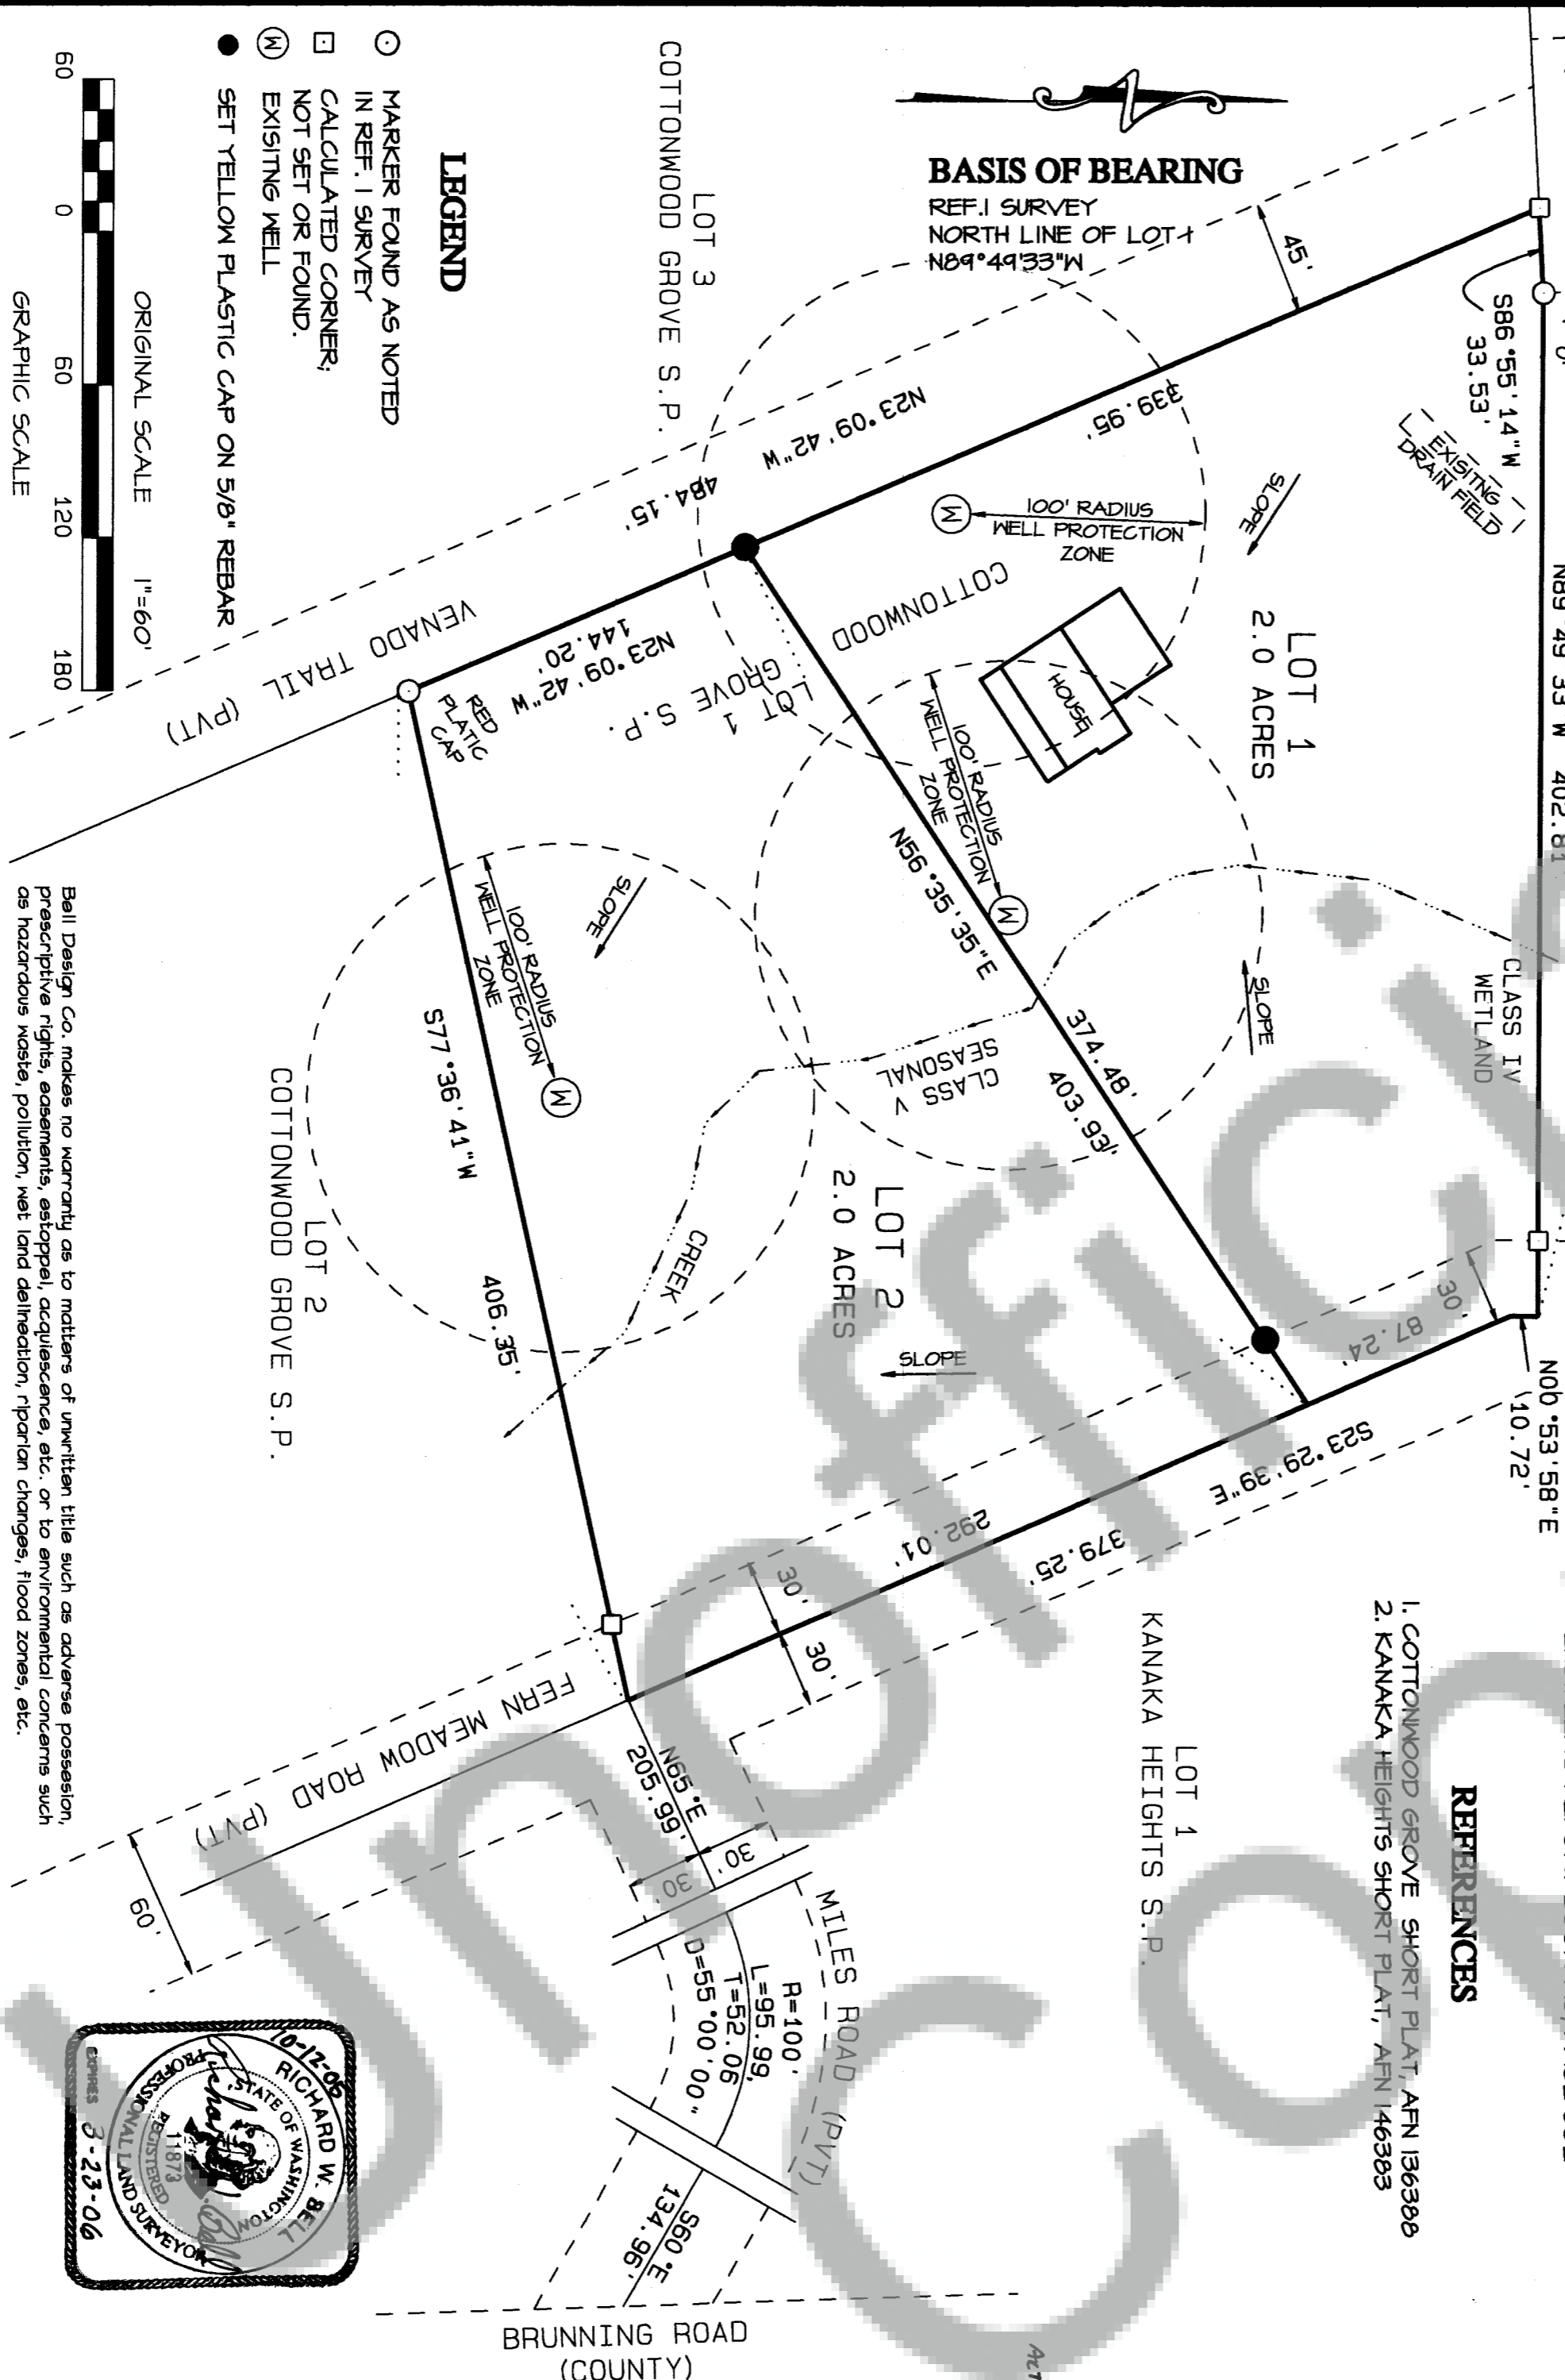 BASIS OF BEARING
REF.1 SURVEY
NORTH LINE OF LOT 1
N89°49'33"W
LOT 3
COTTONWOOD GROVE S.P.
LEGEND
MARKER FOUND AS NOTED
IN REF. 1 SURVEY
CALCULATED CORNER;
NOT SET OR FOUND.
EXISITNG WELL
SET YELLOW PLASTIC CAP ON 5/8" REBAR
60 0 60 120 180
ORIGINAL SCALE 1"=60'
GRAPHIC SCALE
45'
S86°55'14"W
33.53'
EXISITNG
DRAIN FIELD
N89°49'33"W 402.81
N23°09'42"W
339.95'
484.15'
W
100' RADIUS
WELL PROTECTION
ZONE
SLOPE
LOT 1
2.0 ACRES
HOUSE
COTTONWOOD
GROVE S.P.
LOT 1
VENADO TRAIL (PVT)
N23°09'42"W
144.20'
RED
PLATIC
CAP
100' RADIUS
WELL PROTECTION
ZONE
W
N56°35'35"E
374.48'
403.93'
SLOPE
CLASS IV
WETLAND
CLASS V
SEASONAL
CREEK
SLOPE
100' RADIUS
WELL PROTECTION
ZONE
W
S77°36'41"W
406.35'
LOT 2
COTTONWOOD GROVE S.P.
LOT 2
2.0 ACRES
SLOPE
30'
87.24'
N00°53'58"E
10.72'
S23°29'39"E
292.01'
379.25'
30'
30'
KANAKA HEIGHTS S.P.
LOT 1
FERN MEADOW ROAD (PVT)
60'
N65°E
205.99'
30'
30'
MILES ROAD (PVT)
R=100'
L=95.99,
T=52.06
D=55°00'00"
S60°E
134.96'
BRUNNING ROAD
(COUNTY)
REFERENCES
1. COTTONWOOD GROVE SHORT PLAT, AFN 136388
2. KANAKA HEIGHTS SHORT PLAT, AFN 146383
Bell Design Co. makes no warranty as to matters of unwritten title such as adverse possesion,
prescriptive rights, easements, estoppel, acquiescence, etc. or to environmental concerns such
as hazardous waste, pollution, wet land delineation, riparian changes, flood zones, etc.
10-12-05
RICHARD W. BELL
STATE OF WASHINGTON
11873
REGISTERED
PROFESSIONAL LAND SURVEYOR
EXPIRES 3-23-06
Unofficial